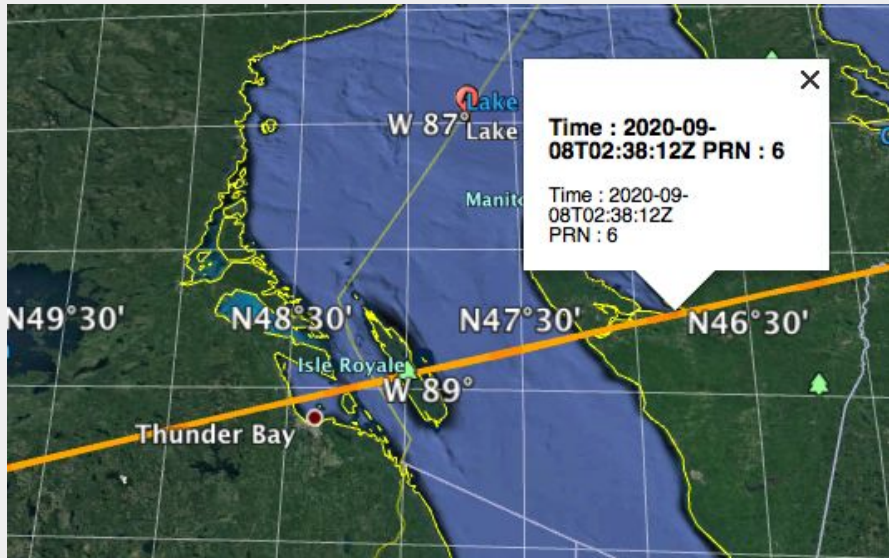 Lake
W 87°
Lake
Time : 2020-09-
08T02:38:12Z PRN : 6
Time : 2020-09-
08T02:38:12Z
PRN : 6
N49°30'
N48°30'
N47°30'
N46°30'
Isle Royale
W 89°
Thunder Bay